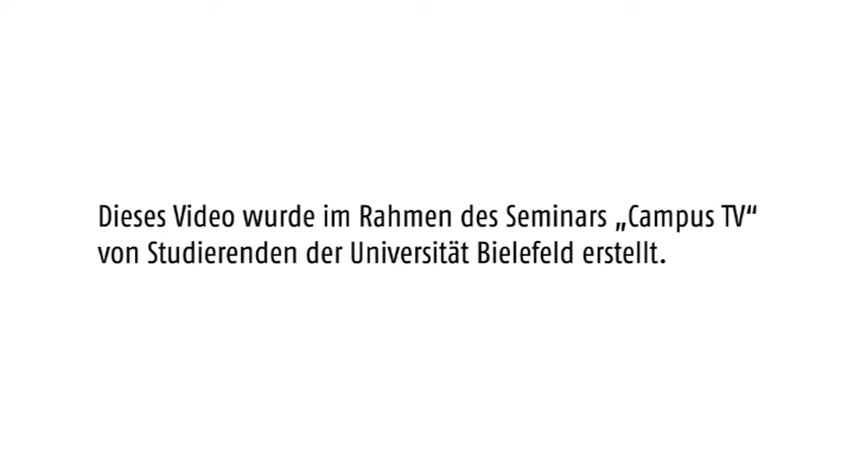 Dieses Video wurde im Rahmen des Seminars „Campus TV“
von Studierenden der Universität Bielefeld erstellt.